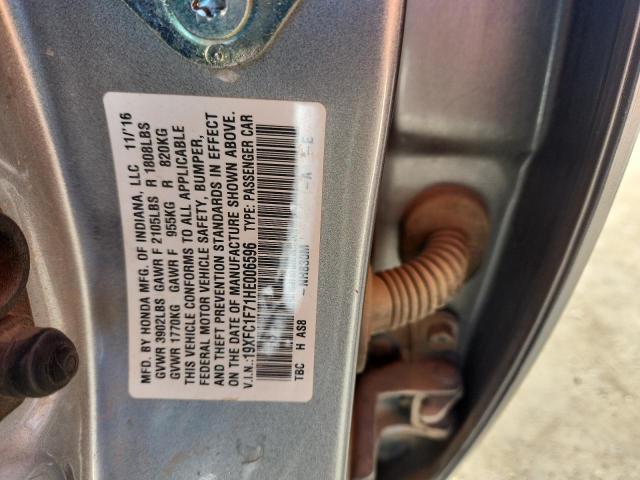 MFD. BY HONDA MFG. OF INDIANA, LLC 11/16
GVWR 3902LBS GAWR F 2105LBS R 1808LBS
GVWR 1770KG GAWR F 955KG R 820KG
THIS VEHICLE CONFORMS TO ALL APPLICABLE
FEDERAL MOTOR VEHICLE SAFETY, BUMPER,
AND THEFT PREVENTION STANDARDS IN EFFECT
ON THE DATE OF MANUFACTURE SHOWN ABOVE.
V.I.N.:19XFC1F71HE006596 TYPE: PASSENGER CAR
TBC H AS8